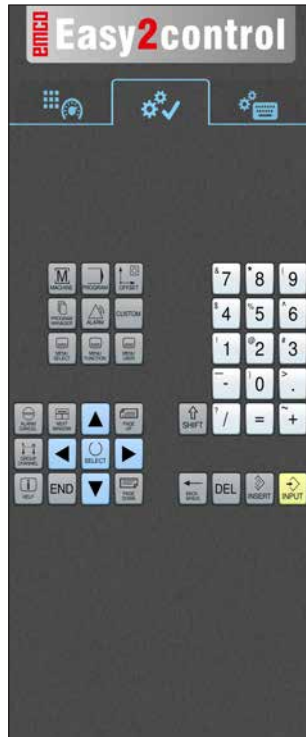 emco
Easy2control
M
MACHINE
PROGRAM
OFFSET
PROGRAM
MANAGER
ALARM
CUSTOM
MENU
SELECT
MENU
FUNCTION
MENU
USER
& 7
* 8
( 9
$ 4
% 5
^ 6
! 1
@ 2
# 3
_ -
) 0
> .
? /
=
~ +
ALARM
CANCEL
NEXT
WINDOW
PAGE
UP
SHIFT
GROUP
CHANNEL
SELECT
i
HELP
END
PAGE
DOWN
BACK
SPACE
DEL
INSERT
INPUT